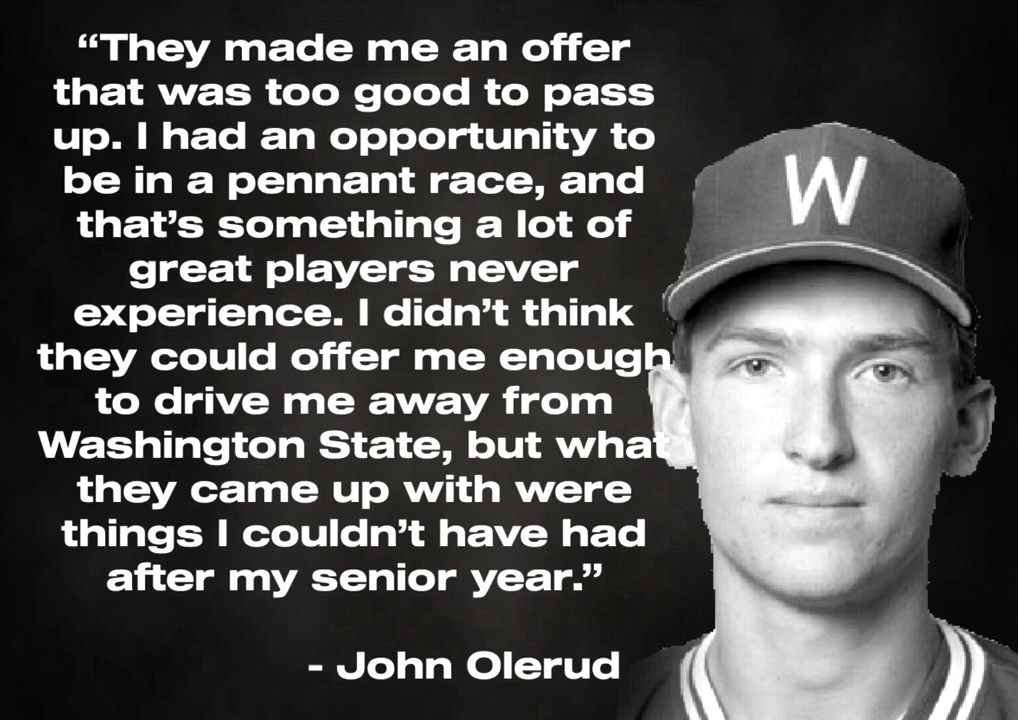 “They made me an offer
that was too good to pass
up. I had an opportunity to
be in a pennant race, and
that’s something a lot of
great players never
experience. I didn’t think
they could offer me enough
to drive me away from
Washington State, but what
they came up with were
things I couldn’t have had
after my senior year.”
- John Olerud
W